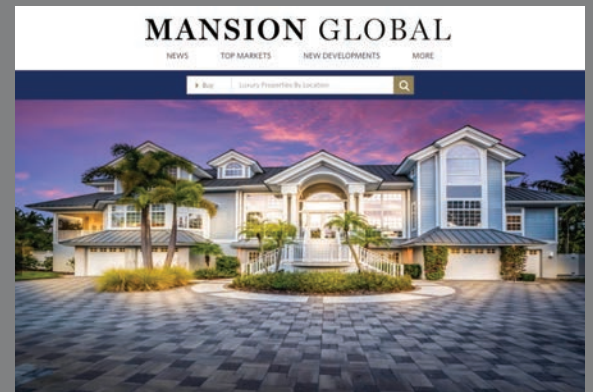 MANSION GLOBAL
NEWS TOP MARKETS NEW DEVELOPMENTS MORE
Buy Luxury Properties By Location